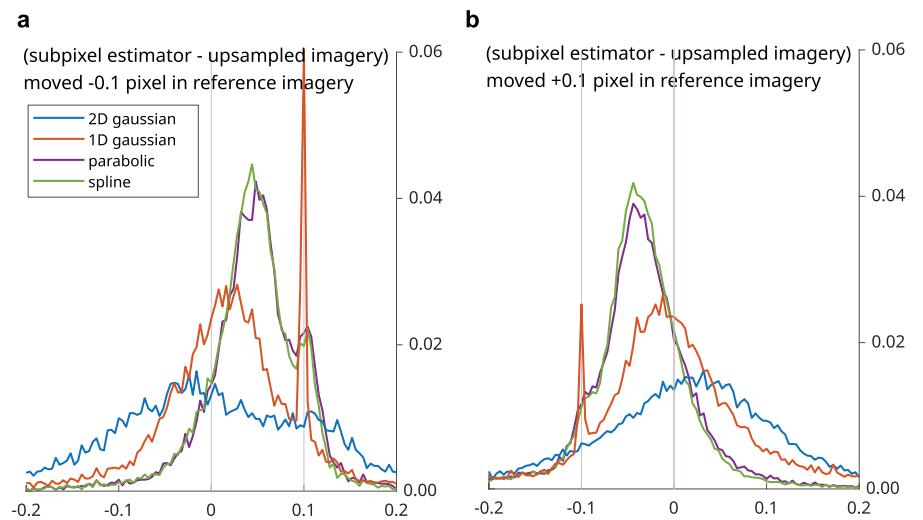 a
(subpixel estimator - upsampled imagery)
moved -0.1 pixel in reference imagery
2D gaussian
1D gaussian
parabolic
spline
0.06
0.04
0.02
0.00
-0.2 -0.1 0 0.1 0.2
b
(subpixel estimator - upsampled imagery)
moved +0.1 pixel in reference imagery
0.06
0.04
0.02
0.00
-0.2 -0.1 0 0.1 0.2